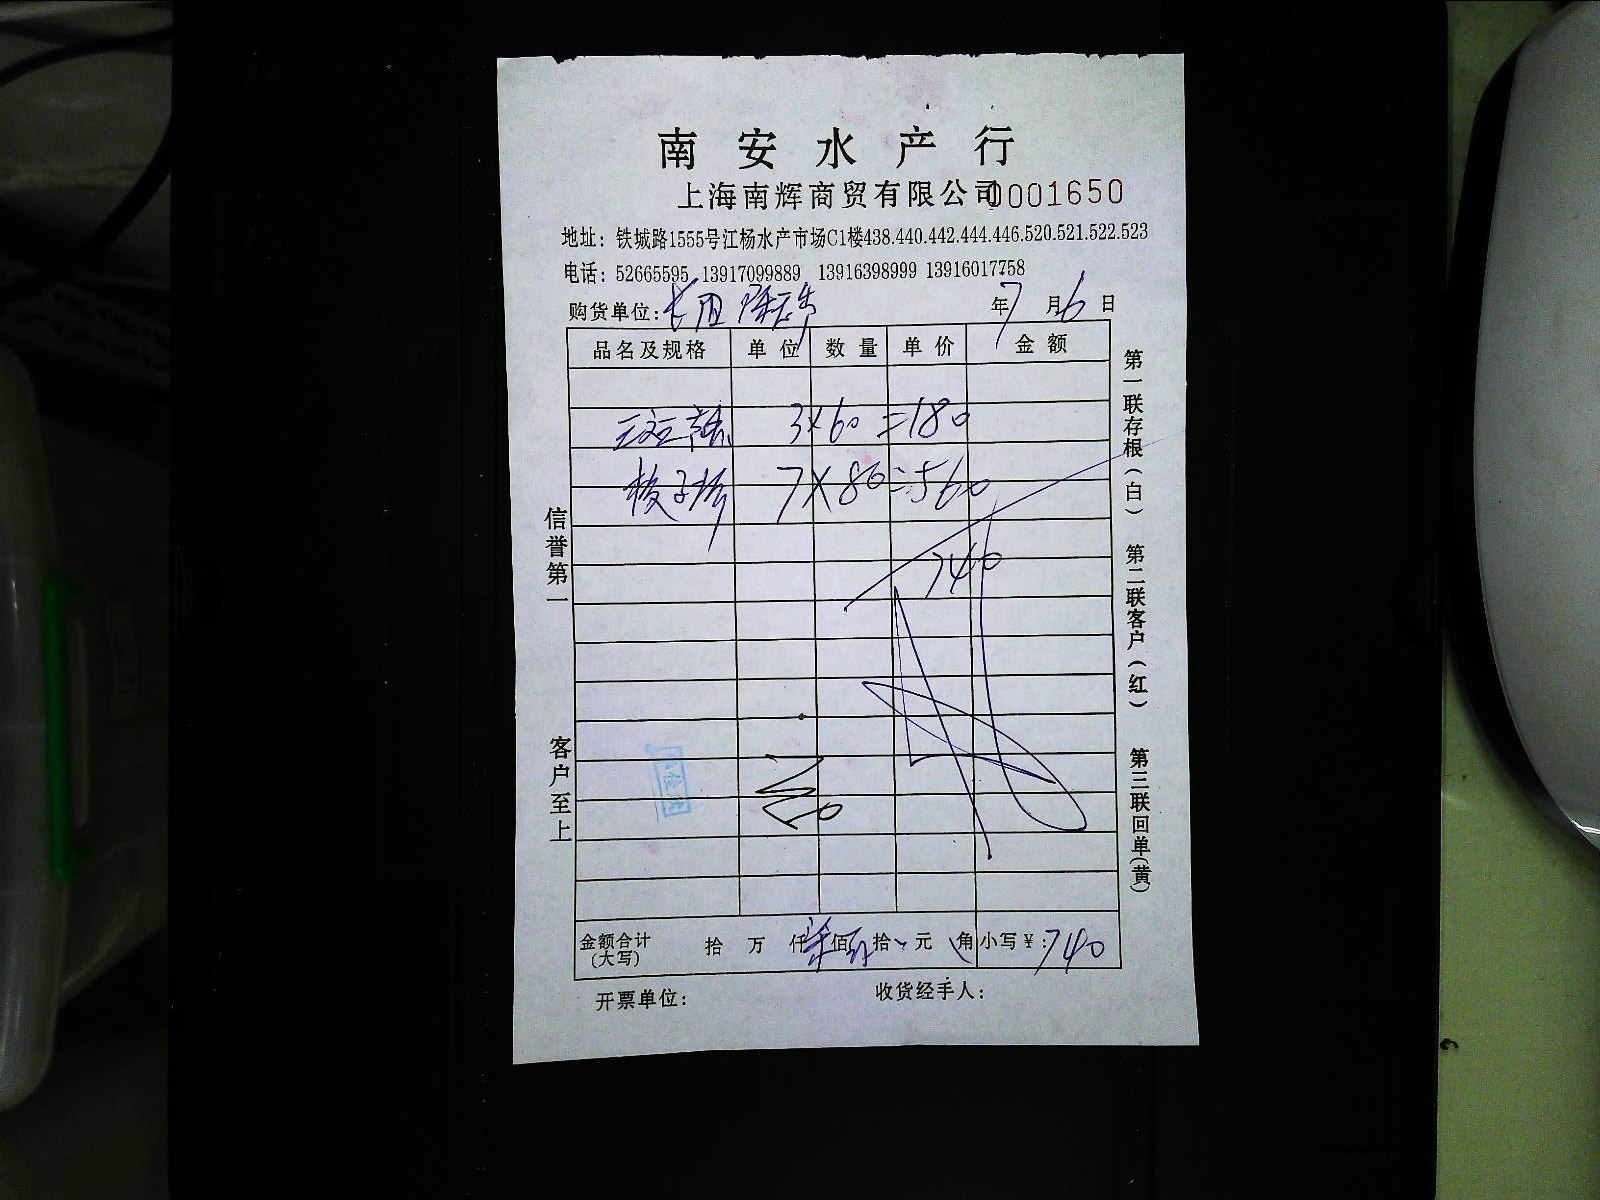 南安水产行
上海南辉商贸有限公司 0001650
地址：铁城路1555号江杨水产市场C1楼438.440.442.444.446.520.521.522.523
电话：52665595 13917099889 13916398999 13916017758
购货单位： 年 7 月 6 日
品名及规格 单位 数量 单价 金额
3×60=180
梭子 7×80=560
740
金额合计（大写） 拾 万 仟 柒 佰 拾 元 角 小写￥：740
开票单位： 收货经手人：
信誉第一
客户至上
第一联存根（白） 第二联客户（红） 第三联回单（黄）